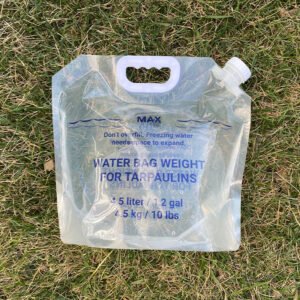 MAX
Don't overfill. Freezing water
needs space to expand.
WATER BAG WEIGHT
FOR TARPAULINS
4.5 liter / 1.2 gal
4.5 kg / 10 lbs